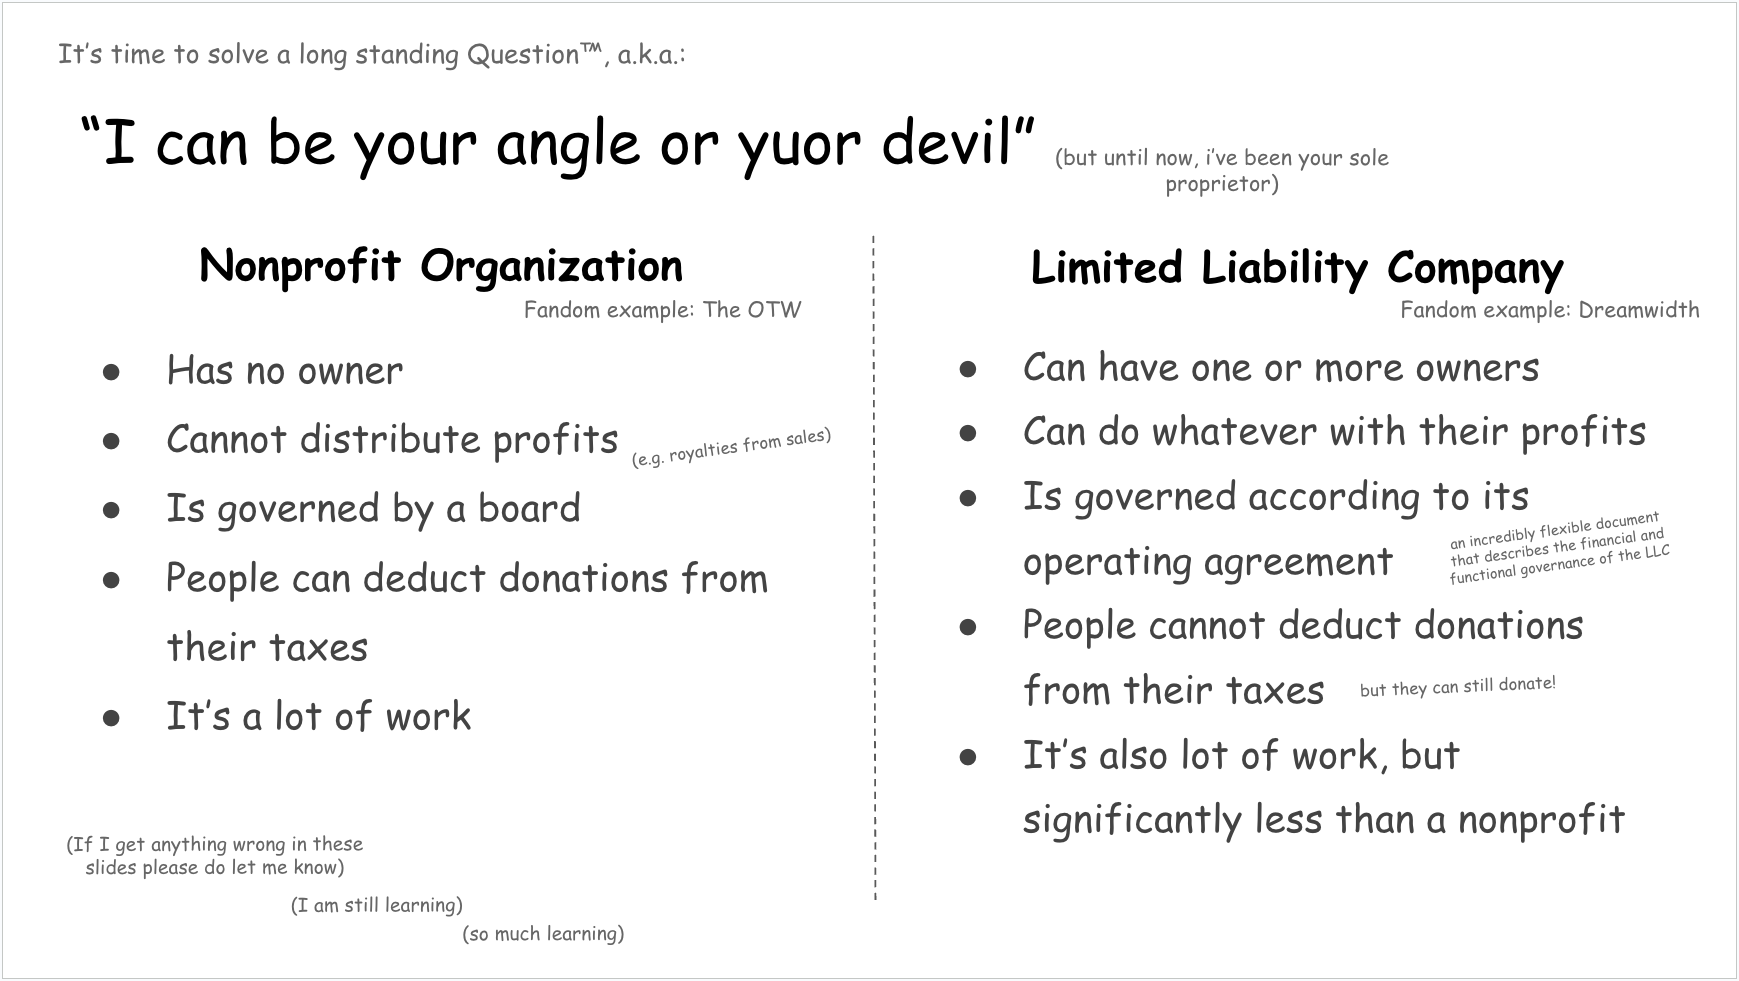 It's time to solve a long standing Question™, a.k.a.:
“I can be your angle or yuor devil”
(but until now, i've been your sole
proprietor)
Nonprofit Organization
Fandom example: The OTW
● Has no owner
● Cannot distribute profits (e.g. royalties from sales)
● Is governed by a board
● People can deduct donations from
their taxes
● It's a lot of work
(If I get anything wrong in these
slides please do let me know)
(I am still learning)
(so much learning)
Limited Liability Company
Fandom example: Dreamwidth
● Can have one or more owners
● Can do whatever with their profits
● Is governed according to its
operating agreement
an incredibly flexible document
that describes the financial and
functional governance of the LLC
● People cannot deduct donations
from their taxes but they can still donate!
● It's also lot of work, but
significantly less than a nonprofit